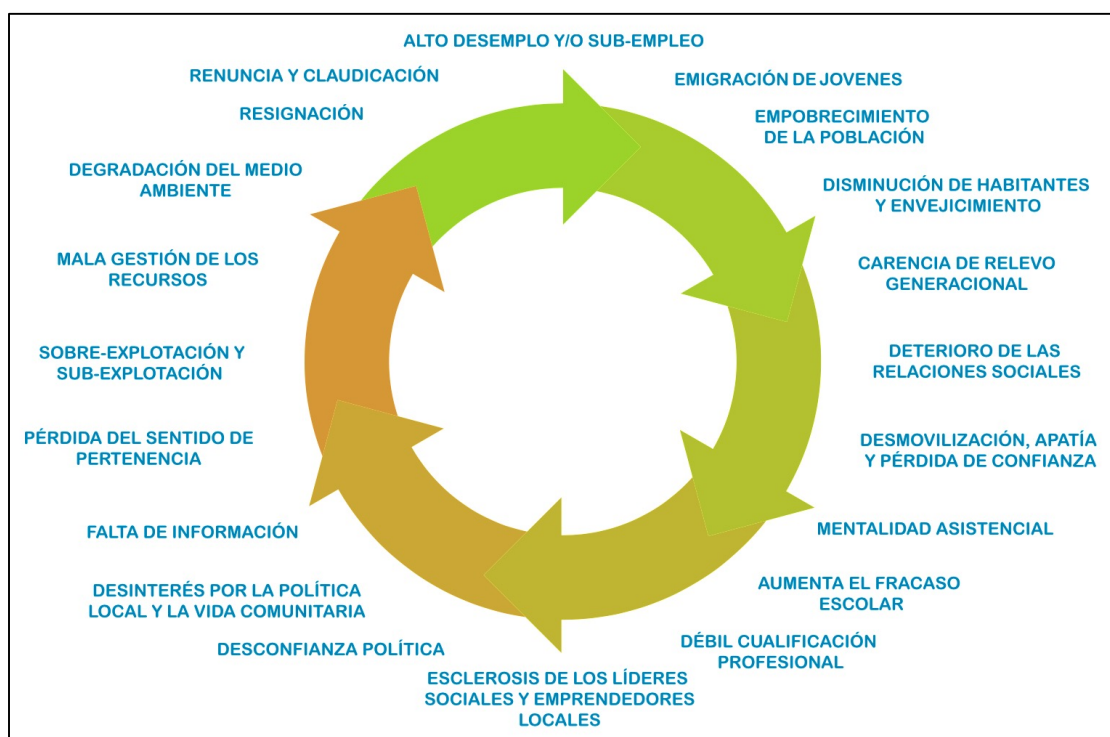 ALTO DESEMPLO Y/O SUB-EMPLEO
EMIGRACIÓN DE JOVENES
EMPOBRECIMIENTO
DE LA POBLACIÓN
DISMINUCIÓN DE HABITANTES
Y ENVEJICIMIENTO
CARENCIA DE RELEVO
GENERACIONAL
DETERIORO DE LAS
RELACIONES SOCIALES
DESMOVILIZACIÓN, APATÍA
Y PÉRDIDA DE CONFIANZA
MENTALIDAD ASISTENCIAL
AUMENTA EL FRACASO
ESCOLAR
DÉBIL CUALIFICACIÓN
PROFESIONAL
ESCLEROSIS DE LOS LÍDERES
SOCIALES Y EMPRENDEDORES
LOCALES
DESCONFIANZA POLÍTICA
DESINTERÉS POR LA POLÍTICA
LOCAL Y LA VIDA COMUNITARIA
FALTA DE INFORMACIÓN
PÉRDIDA DEL SENTIDO DE
PERTENENCIA
SOBRE-EXPLOTACIÓN Y
SUB-EXPLOTACIÓN
MALA GESTIÓN DE LOS
RECURSOS
DEGRADACIÓN DEL MEDIO
AMBIENTE
RESIGNACIÓN
RENUNCIA Y CLAUDICACIÓN